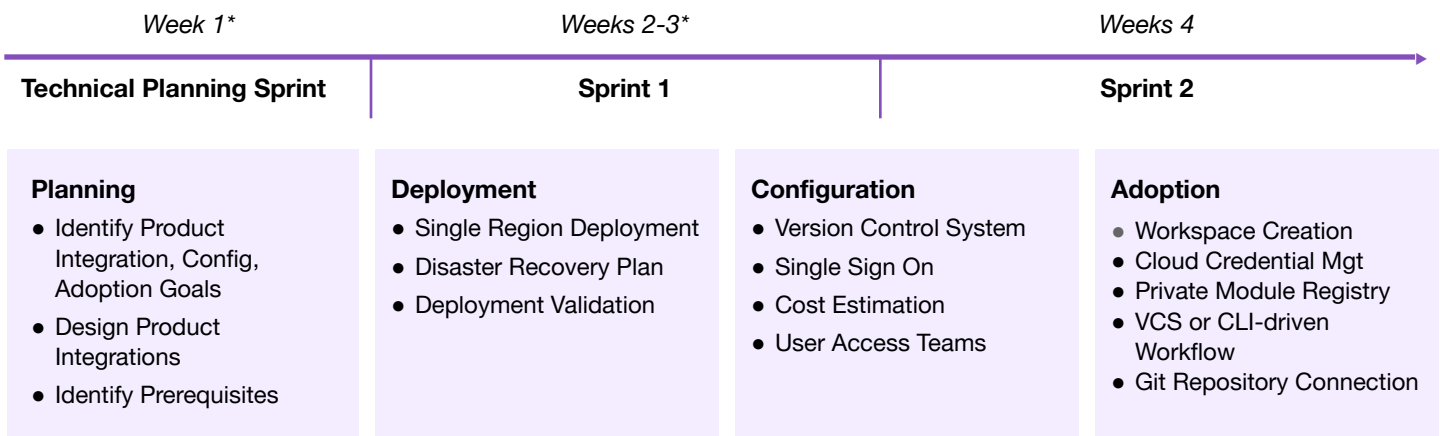 Week 1*
Weeks 2-3*
Weeks 4
Technical Planning Sprint
Sprint 1
Sprint 2
Planning
● Identify Product
Integration, Config,
Adoption Goals
● Design Product
Integrations
● Identify Prerequisites
Deployment
● Single Region Deployment
● Disaster Recovery Plan
● Deployment Validation
Configuration
● Version Control System
● Single Sign On
● Cost Estimation
● User Access Teams
Adoption
● Workspace Creation
● Cloud Credential Mgt
● Private Module Registry
● VCS or CLI-driven
Workflow
● Git Repository Connection